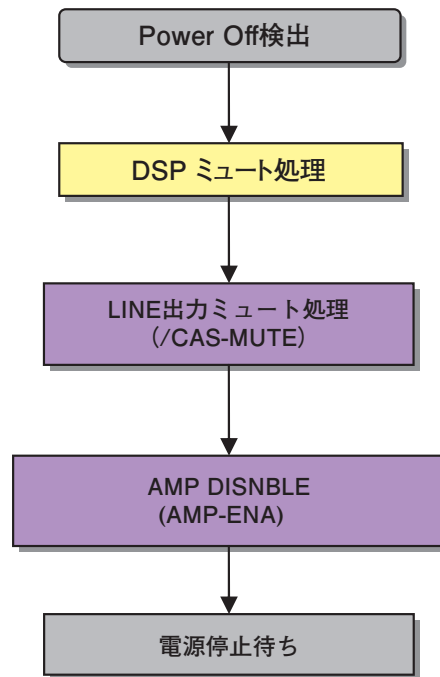 Power Off検出
DSP ミュート処理
LINE出力ミュート処理
(/CAS-MUTE)
AMP DISNBLE
(AMP-ENA)
電源停止待ち